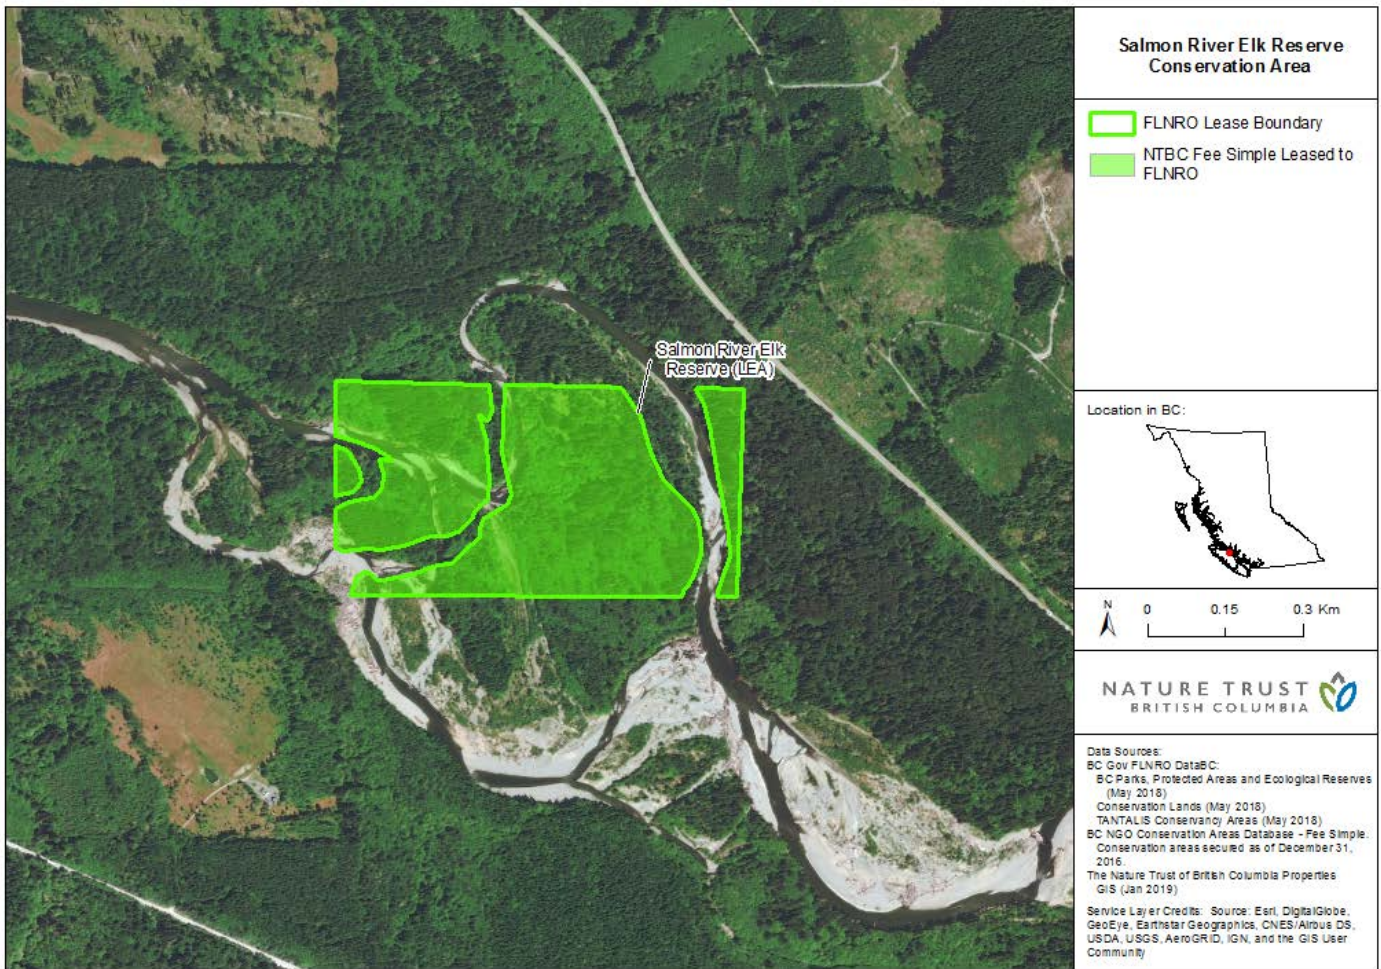 Salmon River Elk Reserve
Conservation Area
FLNRO Lease Boundary
NTBC Fee Simple Leased to
FLNRO
Salmon River Elk
Reserve (LEA)
Location in BC:
N
0 0.15 0.3 Km
NATURE TRUST
BRITISH COLUMBIA
Data Sources:
BC Gov FLNRO DataBC:
BC Parks, Protected Areas and Ecological Reserves
(May 2018)
Conservation Lands (May 2018)
TANTALIS Conservancy Areas (May 2018)
BC NGO Conservation Areas Database - Fee Simple.
Conservation areas secured as of December 31,
2016.
The Nature Trust of British Columbia Properties
GIS (Jan 2019)
Service Layer Credits: Source: Esri, DigitalGlobe,
GeoEye, Earthstar Geographics, CNES/Airbus DS,
USDA, USGS, AeroGRID, IGN, and the GIS User
Community